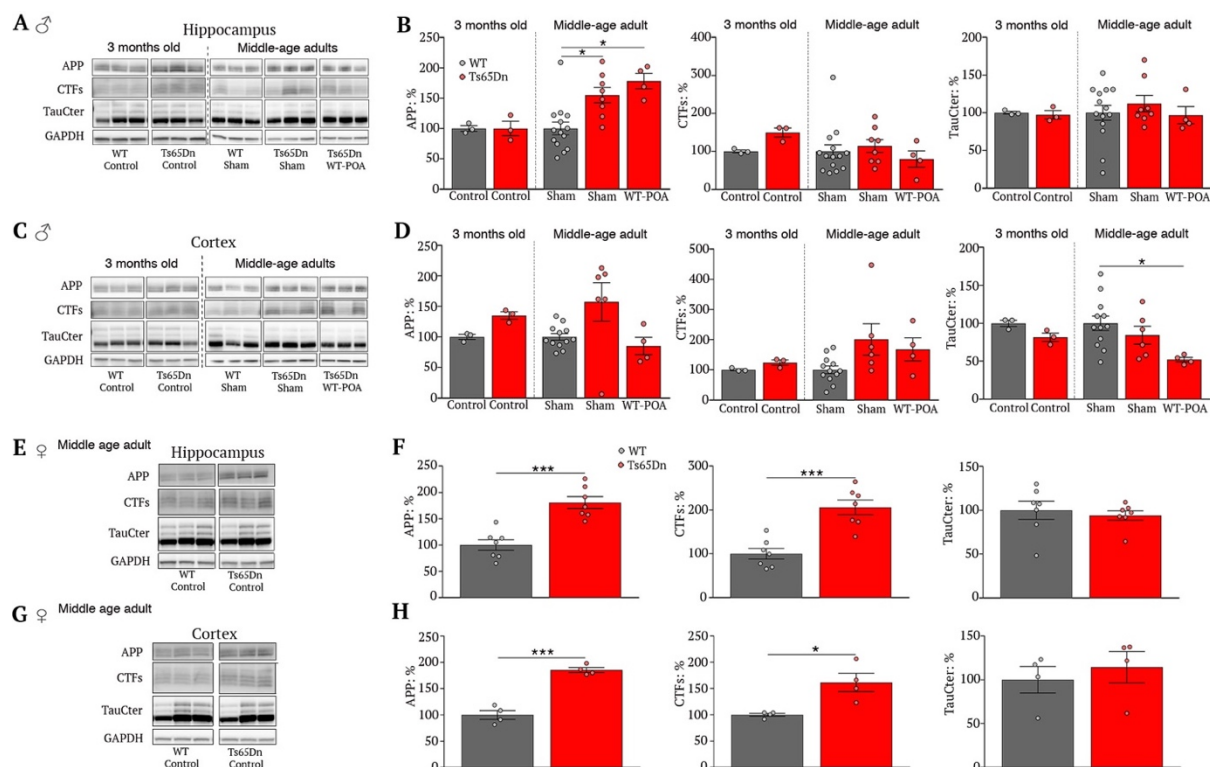 A ♂ Hippocampus
3 months old Middle-age adults
APP
CTFs
TauCter
GAPDH
WT Control Ts65Dn Control WT Sham Ts65Dn Sham Ts65Dn WT-POA
B
3 months old Middle-age adult
APP: %
250
200
150
100
50
0
WT
Ts65Dn
* *
Control Control Sham Sham WT-POA
3 months old Middle-age adult
CTFs: %
400
300
200
100
0
Control Control Sham Sham WT-POA
3 months old Middle-age adult
TauCter: %
200
150
100
50
0
Control Control Sham Sham WT-POA
C ♂ Cortex
3 months old Middle-age adults
APP
CTFs
TauCter
GAPDH
WT Control Ts65Dn Control WT Sham Ts65Dn Sham Ts65Dn WT-POA
D
3 months old Middle-age adult
APP: %
250
200
150
100
50
0
Control Control Sham Sham WT-POA
3 months old Middle-age adult
CTFs: %
500
400
300
200
100
0
Control Control Sham Sham WT-POA
3 months old Middle-age adult
TauCter: %
200
150
100
50
0
*
Control Control Sham Sham WT-POA
E ♀ Middle age adult
Hippocampus
APP
CTFs
TauCter
GAPDH
WT Control Ts65Dn Control
F
APP: %
250
200
150
100
50
0
***
WT
Ts65Dn
CTFs: %
300
200
100
0
***
TauCter: %
150
100
50
0
G ♀ Middle age adult
Cortex
APP
CTFs
TauCter
GAPDH
WT Control Ts65Dn Control
H
APP: %
250
200
150
100
50
0
***
CTFs: %
250
200
150
100
50
0
*
TauCter: %
150
100
50
0